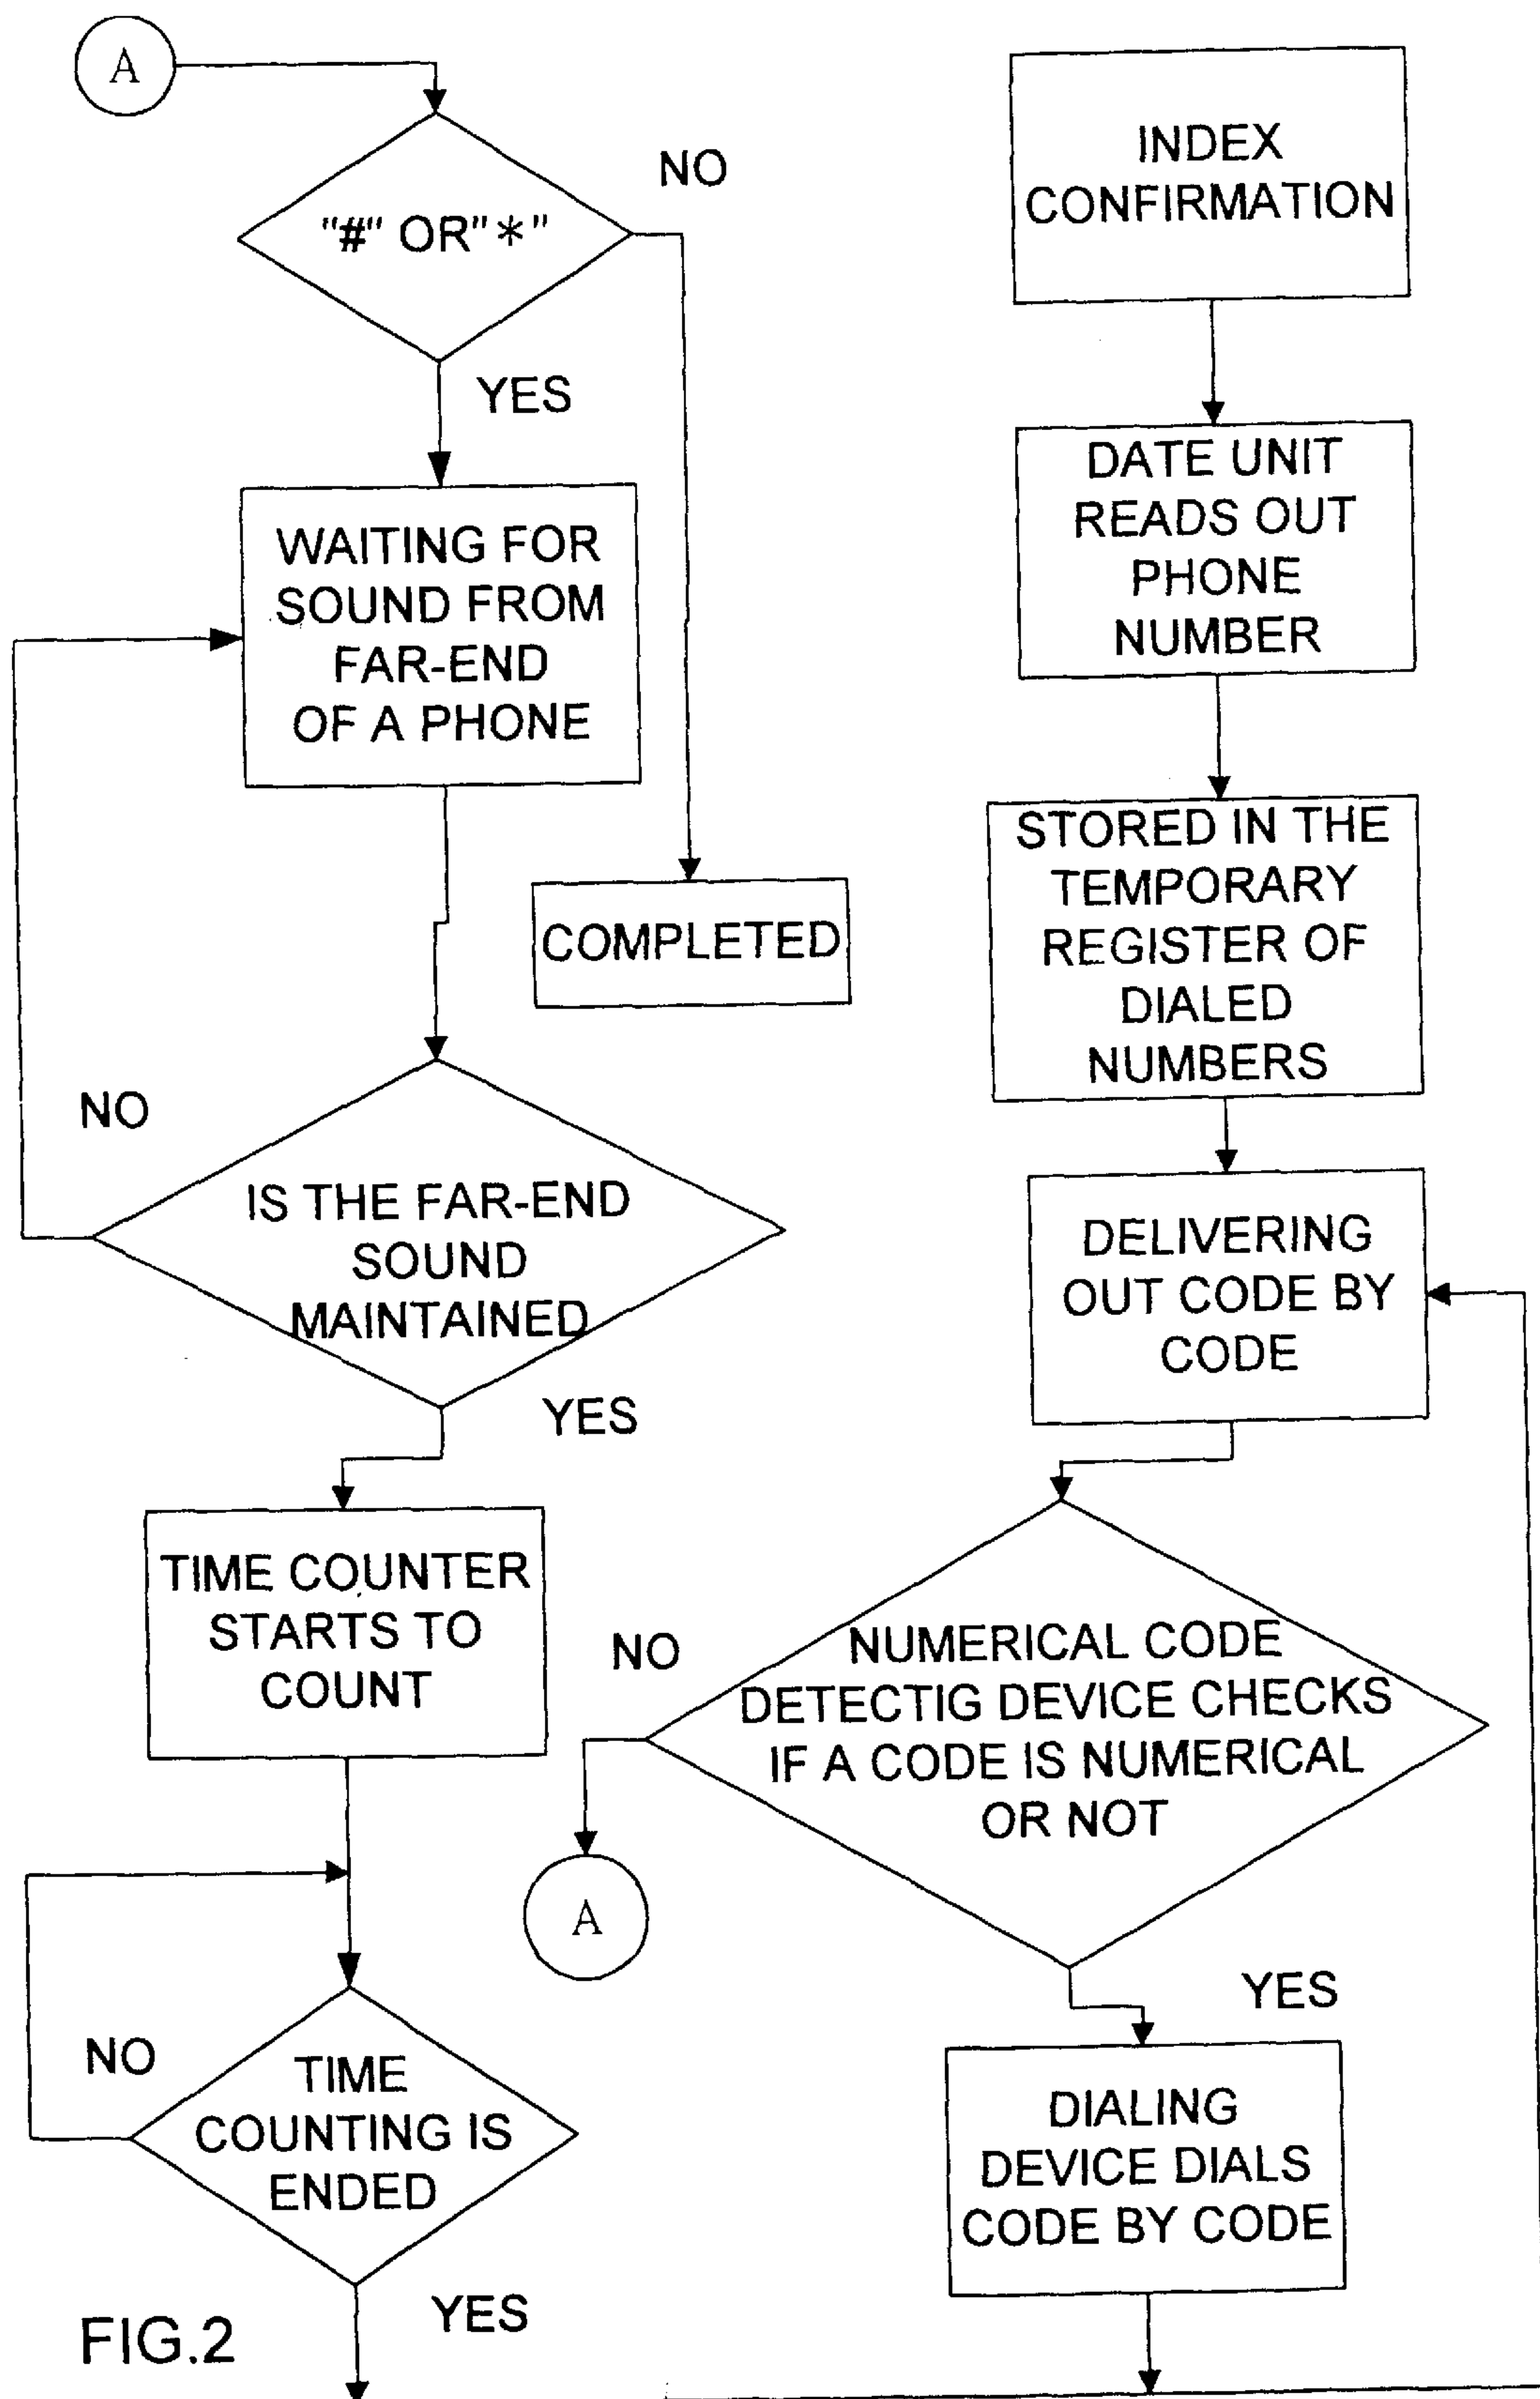 A
"#" OR"*"
NO
YES
WAITING FOR
SOUND FROM
FAR-END
OF A PHONE
COMPLETED
NO
IS THE FAR-END
SOUND
MAINTAINED
YES
TIME COUNTER
STARTS TO
COUNT
NO
TIME
COUNTING IS
ENDED
YES
FIG.2
INDEX
CONFIRMATION
DATE UNIT
READS OUT
PHONE
NUMBER
STORED IN THE
TEMPORARY
REGISTER OF
DIALED
NUMBERS
DELIVERING
OUT CODE BY
CODE
NO
NUMERICAL CODE
DETECTIG DEVICE CHECKS
IF A CODE IS NUMERICAL
OR NOT
A
YES
DIALING
DEVICE DIALS
CODE BY CODE